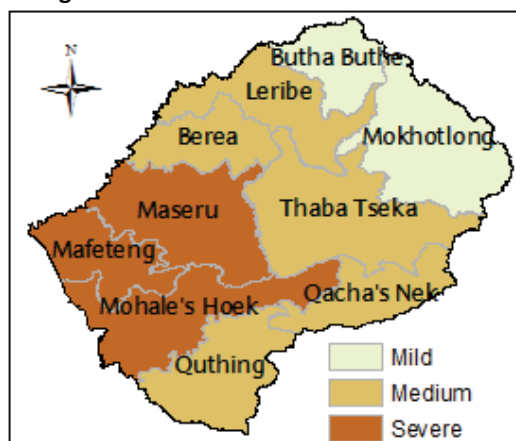 N
Butha Buthe
Leribe
Mokhotlong
Berea
Maseru
Thaba Tseka
Mafeteng
Mohale's Hoek
Qacha's Nek
Quthing
Mild
Medium
Severe